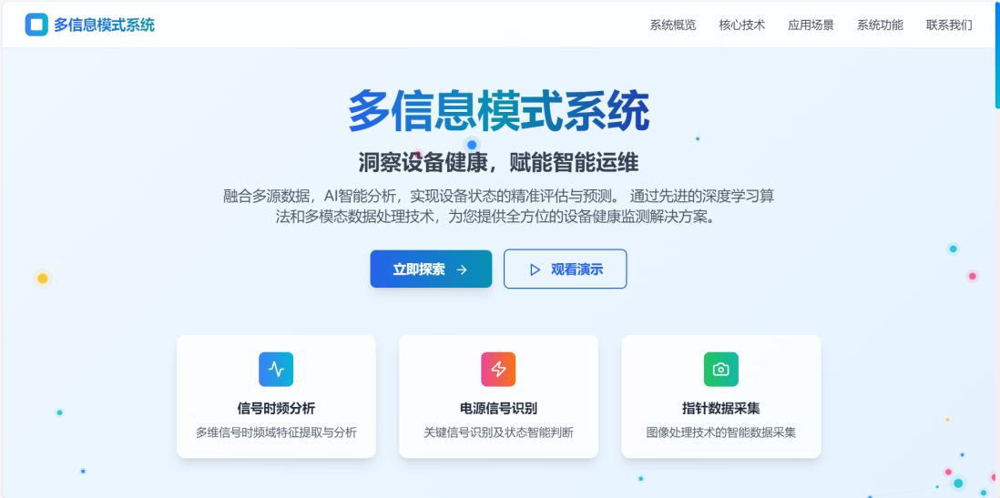 多信息模式系统
系统概览
核心技术
应用场景
系统功能
联系我们
多信息模式系统
洞察设备健康，赋能智能运维
融合多源数据，AI智能分析，实现设备状态的精准评估与预测。 通过先进的深度学习算
法和多模态数据处理技术，为您提供全方位的设备健康监测解决方案。
立即探索
观看演示
信号时频分析
多维信号时频域特征提取与分析
电源信号识别
关键信号识别及状态智能判断
指针数据采集
图像处理技术的智能数据采集